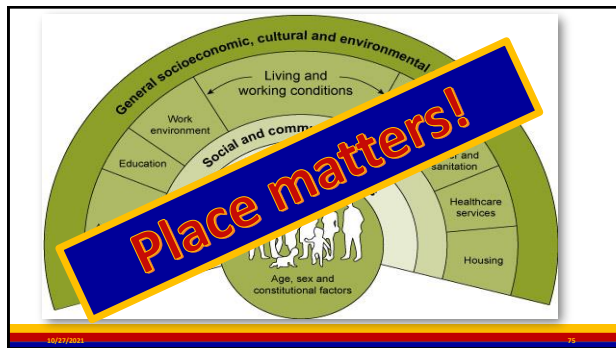 General socioeconomic, cultural and environmental
Living and
working conditions
Work
environment
Education
Social and comm
Place matters!
and
sanitation
Healthcare
services
Housing
Age, sex and
constitutional factors
10/27/2021
75